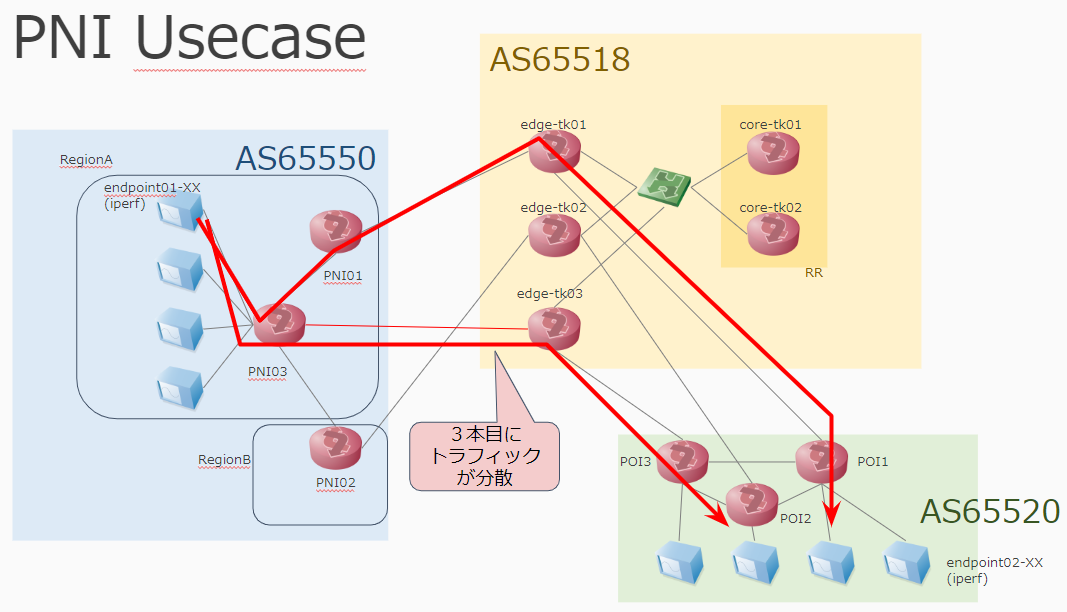 PNI Usecase
AS65518
edge-tk01
core-tk01
RegionA
AS65550
endpoint01-XX
(iperf)
edge-tk02
core-tk02
PNI01
RR
edge-tk03
PNI03
3本目に
トラフィック
が分散
RegionB
PNI02
POI3
POI1
POI2
AS65520
endpoint02-XX
(iperf)